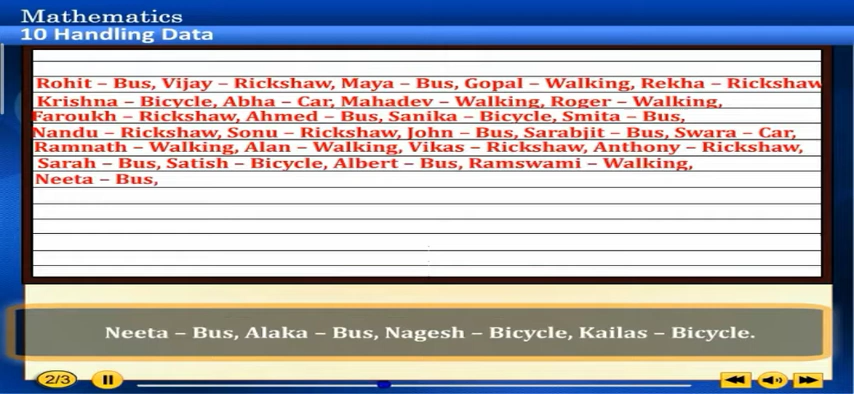 Mathematics
10 Handling Data
Rohit – Bus, Vijay – Rickshaw, Maya – Bus, Gopal – Walking, Rekha – Rickshaw
Krishna – Bicycle, Abha – Car, Mahadev – Walking, Roger – Walking,
Faroukh – Rickshaw, Ahmed – Bus, Sanika – Bicycle, Smita – Bus,
Nandu – Rickshaw, Sonu – Rickshaw, John – Bus, Sarabjit – Bus, Swara – Car,
Ramnath – Walking, Alan – Walking, Vikas – Rickshaw, Anthony – Rickshaw,
Sarah – Bus, Satish – Bicycle, Albert – Bus, Ramswami – Walking,
Neeta – Bus,
Neeta – Bus, Alaka – Bus, Nagesh – Bicycle, Kailas – Bicycle.
2/3